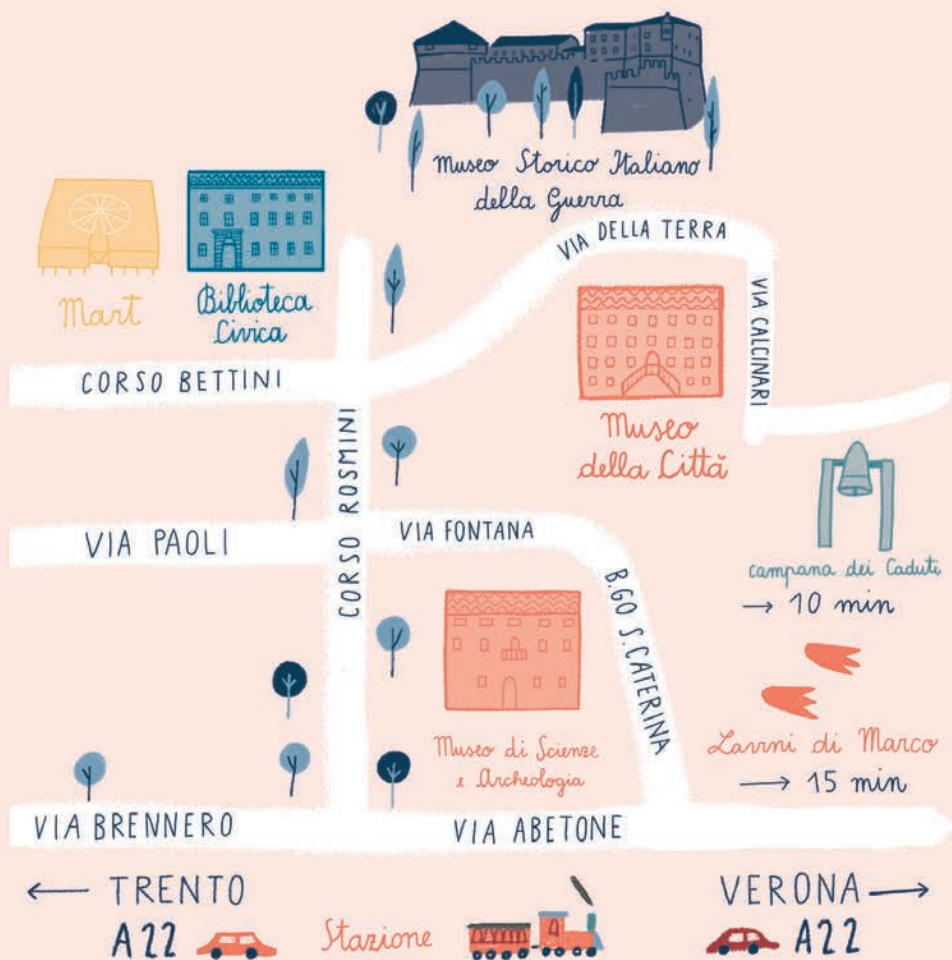 Museo Storico Italiano
della Guerra
VIA DELLA TERRA
Mart
Biblioteca
Civica
VIA CALCINARI
CORSO BETTINI
Museo
della Città
CORSO ROSMINI
VIA PAOLI
VIA FONTANA
campana dei Caduti
→ 10 min
B.GO S.CATERINA
Museo di Scienze
e Archeologia
Lavini di Marco
→ 15 min
VIA BRENNERO
VIA ABETONE
← TRENTO
A22
Stazione
VERONA →
A22